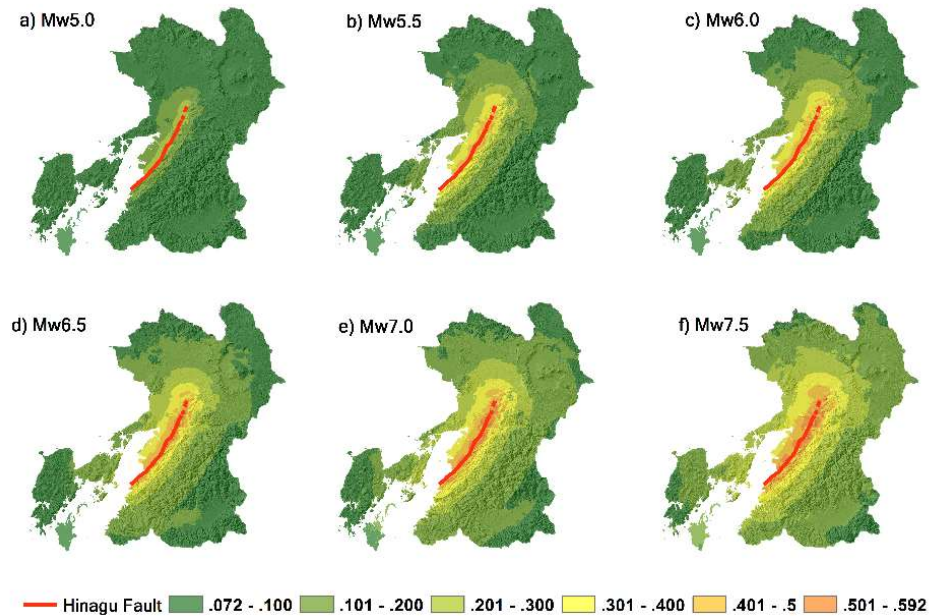 a) Mw5.0
b) Mw5.5
c) Mw6.0
d) Mw6.5
e) Mw7.0
f) Mw7.5
Hinagu Fault .072 - .100 .101 - .200 .201 - .300 .301 - .400 .401 - .5 .501 - .592